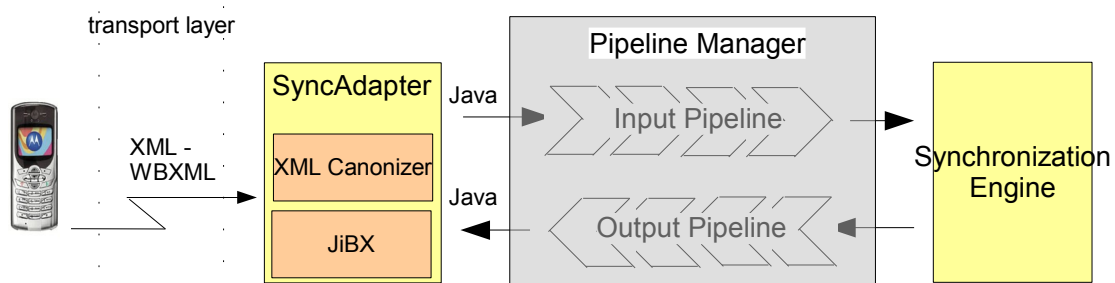 transport layer
Pipeline Manager
SyncAdapter
Java
Input Pipeline
XML -
WBXML
XML Canonizer
Synchronization
Engine
Java
Output Pipeline
JiBX